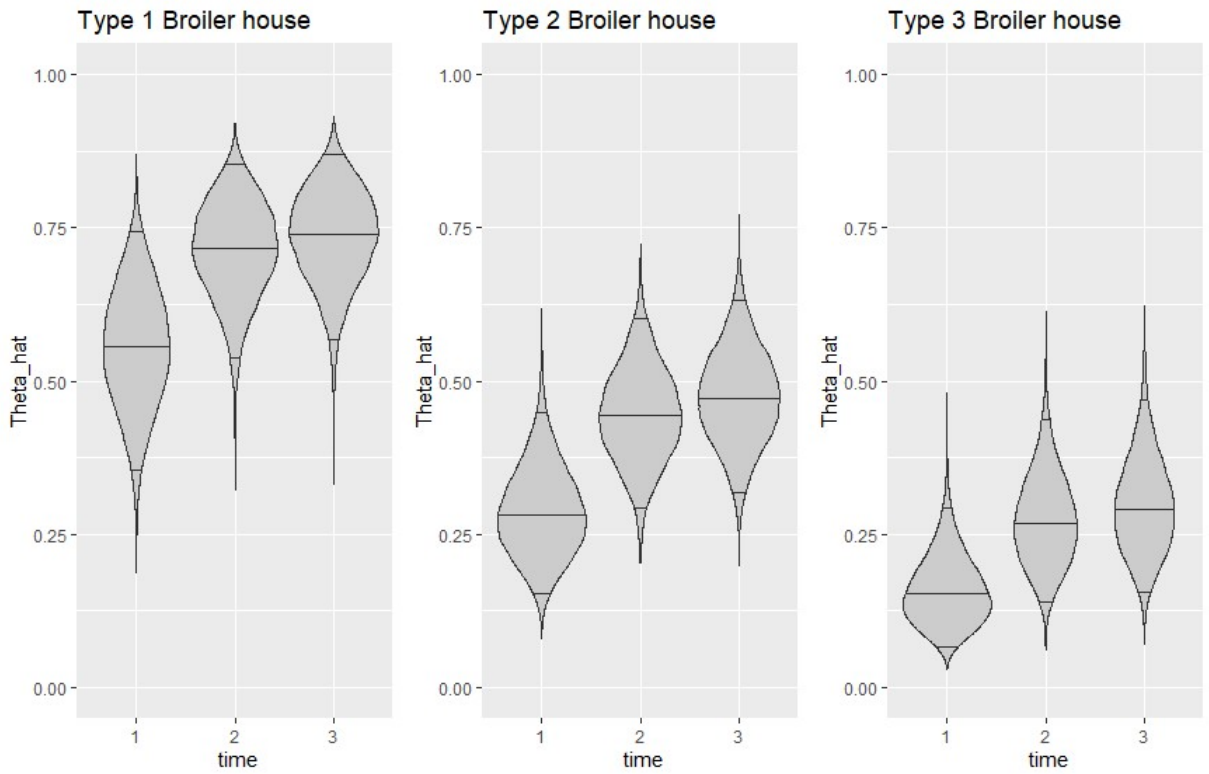 Type 1 Broiler house
Theta_hat
1.00
0.75
0.50
0.25
0.00
1 2 3
time
Type 2 Broiler house
Theta_hat
1.00
0.75
0.50
0.25
0.00
1 2 3
time
Type 3 Broiler house
Theta_hat
1.00
0.75
0.50
0.25
0.00
1 2 3
time